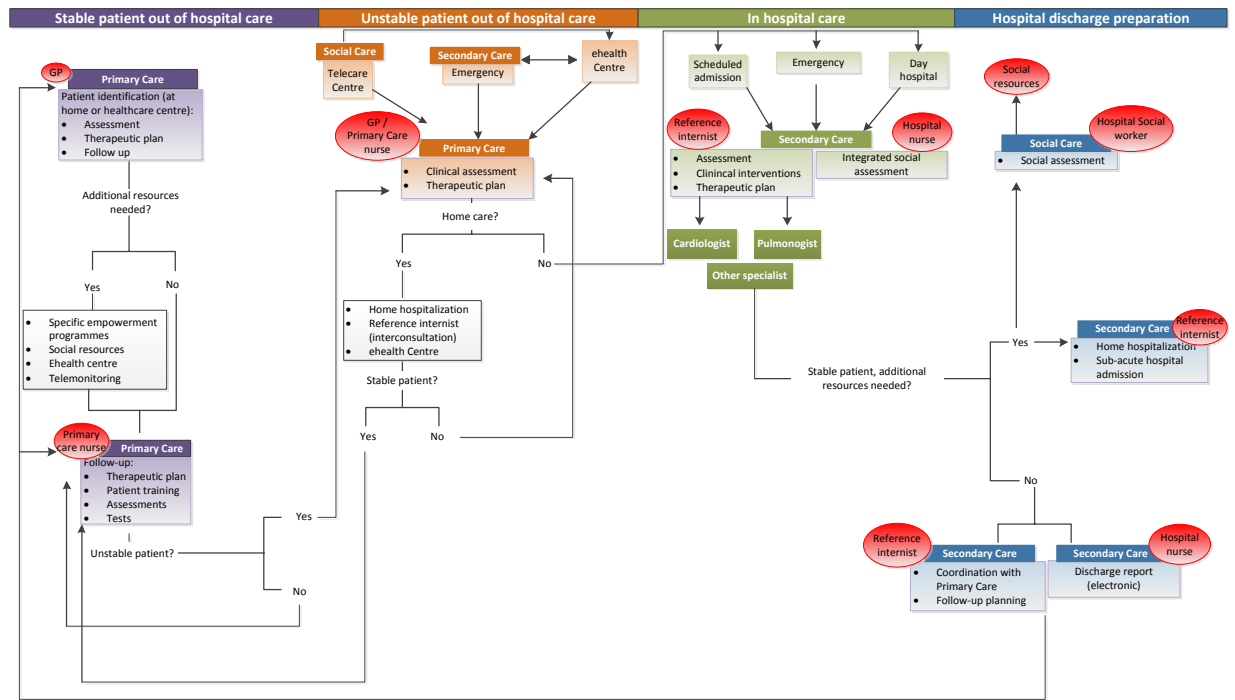 Stable patient out of hospital care
Unstable patient out of hospital care
In hospital care
Hospital discharge preparation
GP
Primary Care
Patient identification (at
home or healthcare centre):
• Assessment
• Therapeutic plan
• Follow up
Additional resources
needed?
Yes
No
• Specific empowerment
programmes
• Social resources
• Ehealth centre
• Telemonitoring
Primary
care nurse
Primary Care
Follow-up:
• Therapeutic plan
• Patient training
• Assessments
• Tests
Unstable patient?
Yes
No
Social Care
Telecare
Centre
Secondary Care
Emergency
ehealth
Centre
GP /
Primary Care
nurse
Primary Care
• Clinical assessment
• Therapeutic plan
Home care?
Yes
No
• Home hospitalization
• Reference internist
(interconsultation)
• ehealth Centre
Stable patient?
Yes
No
Scheduled
admission
Emergency
Day
hospital
Reference
internist
Hospital
nurse
Secondary Care
• Assessment
• Clinincal interventions
• Therapeutic plan
Integrated social
assessment
Cardiologist
Pulmonogist
Other specialist
Stable patient, additional
resources needed?
Yes
No
Social
resources
Hospital Social
worker
Social Care
• Social assessment
Reference
internist
Secondary Care
• Home hospitalization
• Sub-acute hospital
admission
Reference
internist
Secondary Care
• Coordination with
Primary Care
• Follow-up planning
Hospital
nurse
Secondary Care
Discharge report
(electronic)